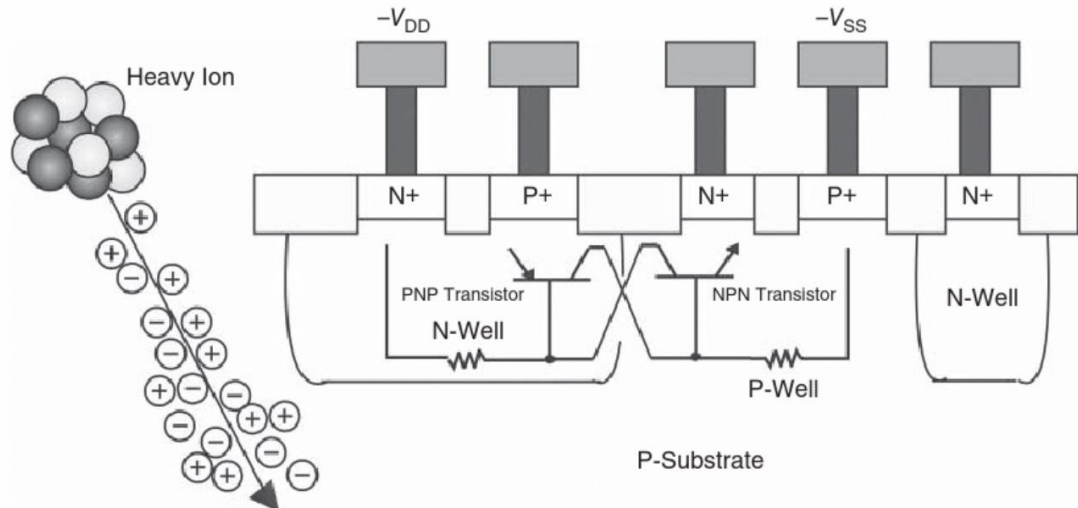 –VDD
–VSS
Heavy Ion
N+
P+
N+
P+
N+
PNP Transistor
NPN Transistor
N-Well
N-Well
P-Well
P-Substrate